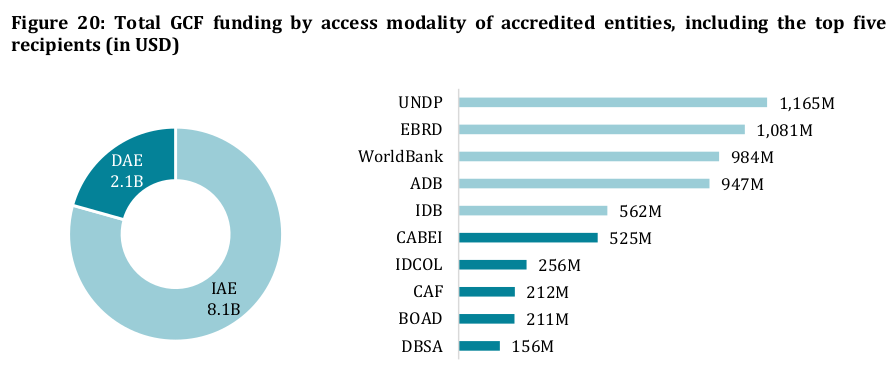 Figure 20: Total GCF funding by access modality of accredited entities, including the top five
recipients (in USD)
DAE
2.1B
IAE
8.1B
UNDP 1,165M
EBRD 1,081M
WorldBank 984M
ADB 947M
IDB 562M
CABEI 525M
IDCOL 256M
CAF 212M
BOAD 211M
DBSA 156M